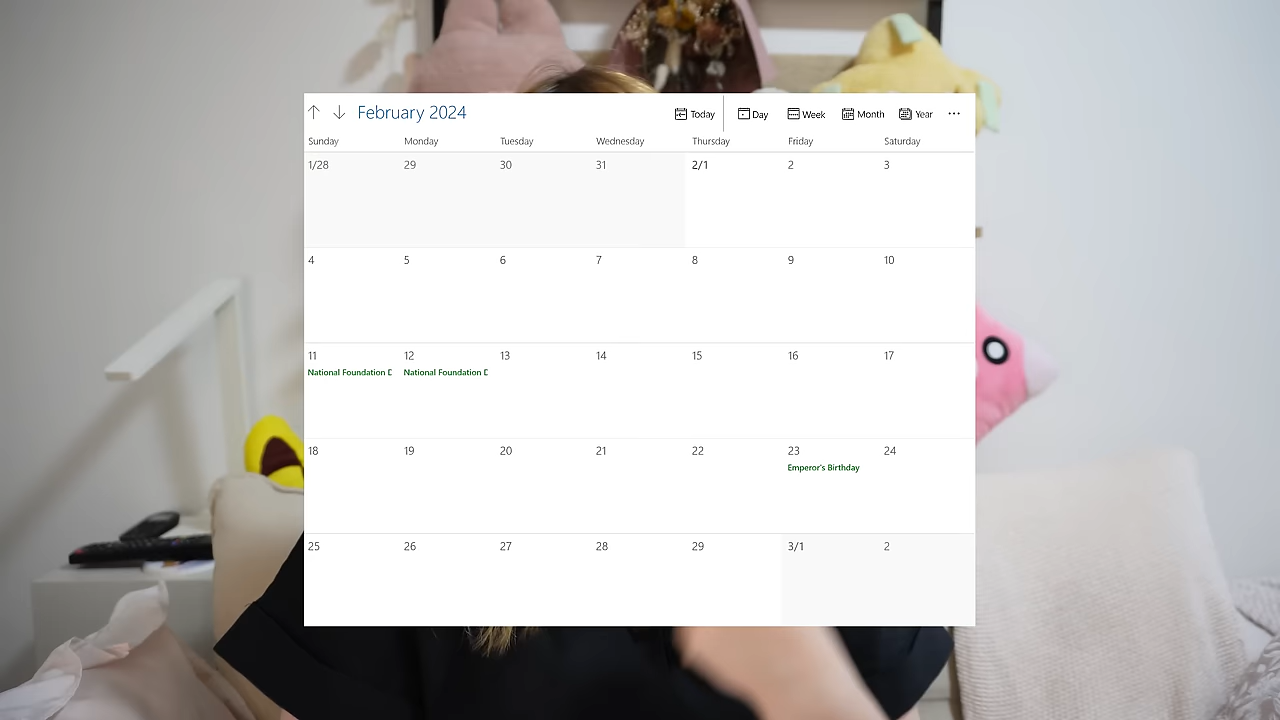 February 2024
Today Day Week Month Year
Sunday Monday Tuesday Wednesday Thursday Friday Saturday
1/28 29 30 31 2/1 2 3
4 5 6 7 8 9 10
11 12 13 14 15 16 17
National Foundation National Foundation
18 19 20 21 22 23 24
Emperor's Birthday
25 26 27 28 29 3/1 2